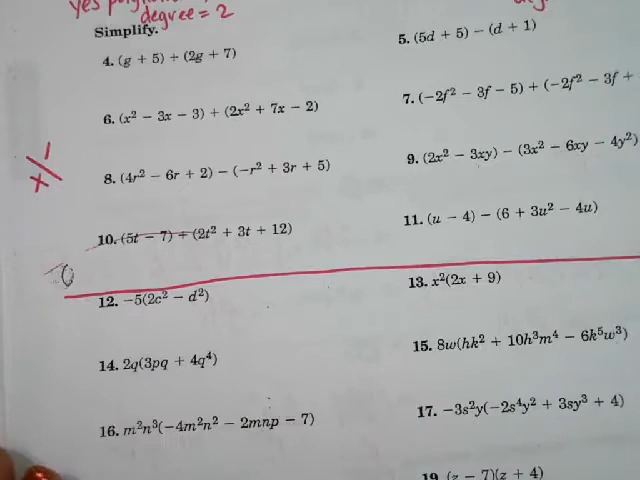 yes
degree = 2
Simplify.
4. (g + 5) + (2g + 7)
5. (5d + 5) − (d + 1)
6. (x² − 3x − 3) + (2x² + 7x − 2)
7. (−2f² − 3f − 5) + (−2f² − 3f +
8. (4r² − 6r + 2) − (−r² + 3r + 5)
9. (2x² − 3xy) − (3x² − 6xy − 4y²)
10. (5t − 7) + (2t² + 3t + 12)
11. (u − 4) − (6 + 3u² − 4u)
12. −5(2c² − d²)
13. x²(2x + 9)
14. 2q(3pq + 4q⁴)
15. 8w(hk² + 10h³m⁴ − 6k⁵w³)
16. m²n³(−4m²n² − 2mnp − 7)
17. −3s²y(−2s⁴y² + 3sy³ + 4)
19. (z − 7)(z + 4)